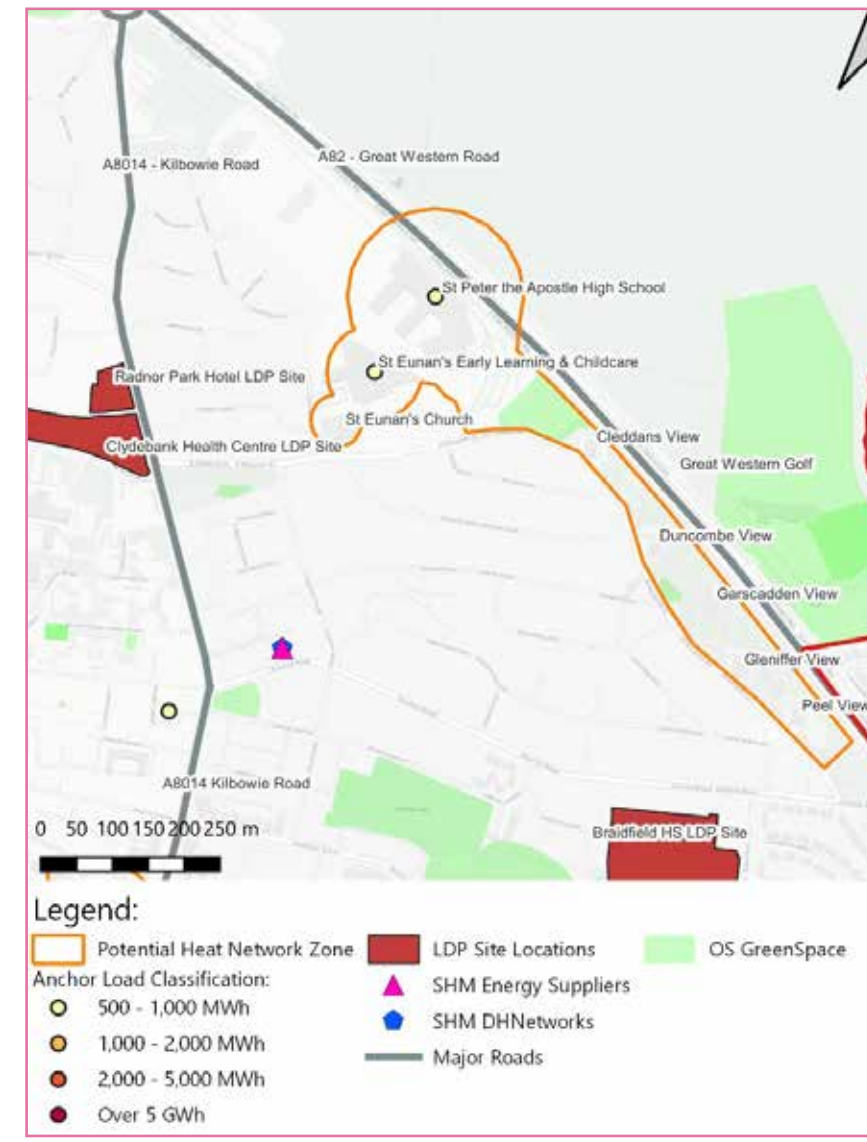 A8014 - Kilbowie Road
A82 - Great Western Road
St Peter the Apostle High School
St Eunan's Early Learning & Childcare
Radnor Park Hotel LDP Site
St Eunan's Church
Clydebank Health Centre LDP Site
Cleddans View
Great Western Golf
Duncombe View
Garscadden View
Gleniffer View
Peel View
A8014 Kilbowie Road
Braidfield HS LDP Site
0 50 100 150 200 250 m
Legend:
Potential Heat Network Zone
LDP Site Locations
OS GreenSpace
Anchor Load Classification:
SHM Energy Suppliers
500 - 1,000 MWh
SHM DHNetworks
1,000 - 2,000 MWh
Major Roads
2,000 - 5,000 MWh
Over 5 GWh